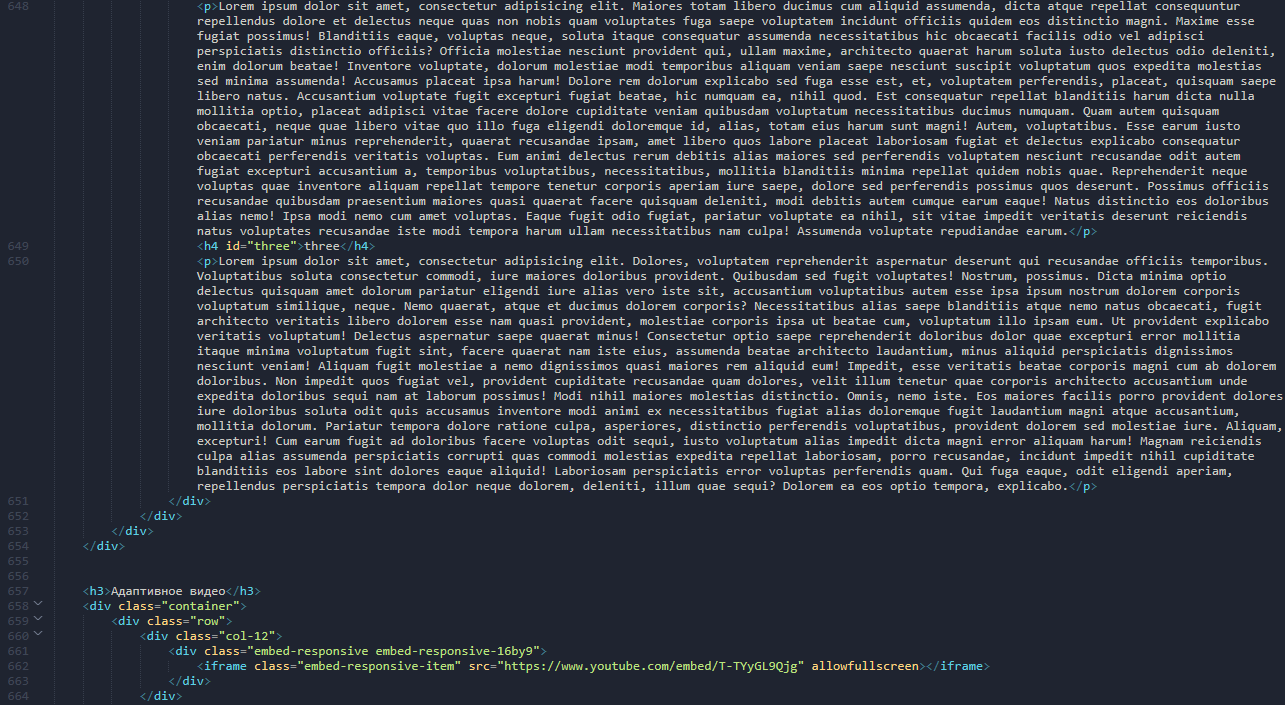 648 <p>Lorem ipsum dolor sit amet, consectetur adipisicing elit. Maiores totam libero ducimus cum aliquid assumenda, dicta atque repellat consequuntur
repellendus dolore et delectus neque quas non nobis quam voluptates fuga saepe voluptatem incidunt officiis quidem eos distinctio magni. Maxime esse
fugiat possimus! Blanditiis eaque, voluptas neque, soluta itaque consequatur assumenda necessitatibus hic obcaecati facilis odio vel adipisci
perspiciatis distinctio officiis? Officia molestiae nesciunt provident qui, ullam maxime, architecto quaerat harum soluta iusto delectus odio deleniti,
enim dolorum beatae! Inventore voluptate, dolorum molestiae modi temporibus aliquam veniam saepe nesciunt suscipit voluptatum quos expedita molestias
sed minima assumenda! Accusamus placeat ipsa harum! Dolore rem dolorum explicabo sed fuga esse est, et, voluptatem perferendis, placeat, quisquam saepe
libero natus. Accusantium voluptate fugit excepturi fugiat beatae, hic numquam ea, nihil quod. Est consequatur repellat blanditiis harum dicta nulla
mollitia optio, placeat adipisci vitae facere dolore cupiditate veniam quibusdam voluptatum necessitatibus ducimus numquam. Quam autem quisquam
obcaecati, neque quae libero vitae quo illo fuga eligendi doloremque id, alias, totam eius harum sunt magni! Autem, voluptatibus. Esse earum iusto
veniam pariatur minus reprehenderit, quaerat recusandae ipsam, amet libero quos labore placeat laboriosam fugiat et delectus explicabo consequatur
obcaecati perferendis veritatis voluptas. Eum animi delectus rerum debitis alias maiores sed perferendis voluptatem nesciunt recusandae odit autem
fugiat excepturi accusantium a, temporibus voluptatibus, necessitatibus, mollitia blanditiis minima repellat quidem nobis quae. Reprehenderit neque
voluptas quae inventore aliquam repellat tempore tenetur corporis aperiam iure saepe, dolore sed perferendis possimus quos deserunt. Possimus officiis
recusandae quibusdam praesentium maiores quasi quaerat facere quisquam deleniti, modi debitis autem cumque earum eaque! Natus distinctio eos doloribus
alias nemo! Ipsa modi nemo cum amet voluptas. Eaque fugit odio fugiat, pariatur voluptate ea nihil, sit vitae impedit veritatis deserunt reiciendis
natus voluptates recusandae iste modi tempora harum ullam necessitatibus nam culpa! Assumenda voluptate repudiandae earum.</p>
649 <h4 id="three">three</h4>
650 <p>Lorem ipsum dolor sit amet, consectetur adipisicing elit. Dolores, voluptatem reprehenderit aspernatur deserunt qui recusandae officiis temporibus.
Voluptatibus soluta consectetur commodi, iure maiores doloribus provident. Quibusdam sed fugit voluptates! Nostrum, possimus. Dicta minima optio
delectus quisquam amet dolorum pariatur eligendi iure alias vero iste sit, accusantium voluptatibus autem esse ipsa ipsum nostrum dolorem corporis
voluptatum similique, neque. Nemo quaerat, atque et ducimus dolorem corporis? Necessitatibus alias saepe blanditiis atque nemo natus obcaecati, fugit
architecto veritatis libero dolorem esse nam quasi provident, molestiae corporis ipsa ut beatae cum, voluptatum illo ipsam eum. Ut provident explicabo
veritatis voluptatum! Delectus aspernatur saepe quaerat minus! Consectetur optio saepe reprehenderit doloribus dolor quae excepturi error mollitia
itaque minima voluptatum fugit sint, facere quaerat nam iste eius, assumenda beatae architecto laudantium, minus aliquid perspiciatis dignissimos
nesciunt veniam! Aliquam fugit molestiae a nemo dignissimos quasi maiores rem aliquid eum! Impedit, esse veritatis beatae corporis magni cum ab dolorem
doloribus. Non impedit quos fugiat vel, provident cupiditate recusandae quam dolores, velit illum tenetur quae corporis architecto accusantium unde
expedita doloribus sequi nam at laborum possimus! Modi nihil maiores molestias distinctio. Omnis, nemo iste. Eos maiores facilis porro provident dolores
iure doloribus soluta odit quis accusamus inventore modi animi ex necessitatibus fugiat alias doloremque fugit laudantium magni atque accusantium,
mollitia dolorum. Pariatur tempora dolore ratione culpa, asperiores, distinctio perferendis voluptatibus, provident dolorem sed molestiae iure. Aliquam,
excepturi! Cum earum fugit ad doloribus facere voluptas odit sequi, iusto voluptatum alias impedit dicta magni error aliquam harum! Magnam reiciendis
culpa alias assumenda perspiciatis corrupti quas commodi molestias expedita repellat laboriosam, porro recusandae, incidunt impedit nihil cupiditate
blanditiis eos labore sint dolores eaque aliquid! Laboriosam perspiciatis error voluptas perferendis quam. Qui fuga eaque, odit eligendi aperiam,
repellendus perspiciatis tempora dolor neque dolorem, deleniti, illum quae sequi? Dolorem ea eos optio tempora, explicabo.</p>
651 </div>
652 </div>
653 </div>
654 </div>
655
656
657 <h3>Адаптивное видео</h3>
658 <div class="container">
659 <div class="row">
660 <div class="col-12">
661 <div class="embed-responsive embed-responsive-16by9">
662 <iframe class="embed-responsive-item" src="https://www.youtube.com/embed/T-TYyGL9Qjg" allowfullscreen></iframe>
663 </div>
664 </div>